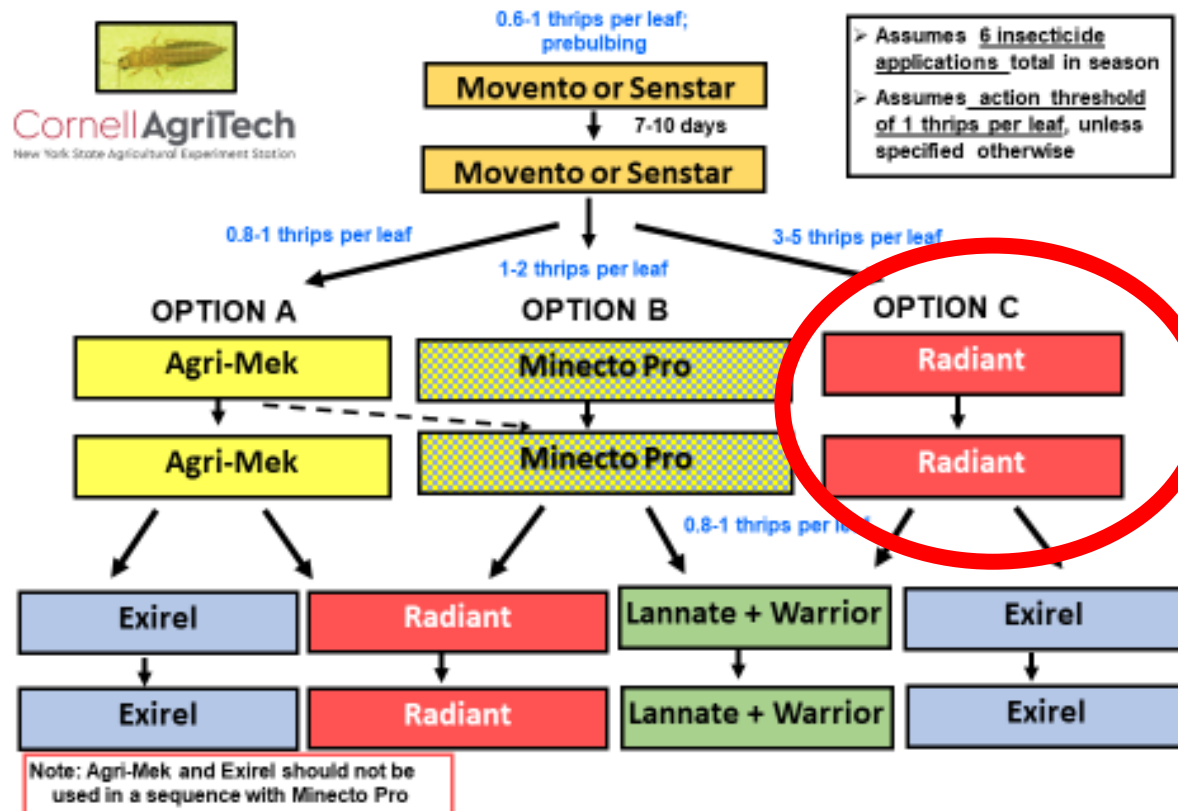 0.6-1 thrips per leaf;
prebulbing
Cornell AgriTech
New York State Agricultural Experiment Station
➢ Assumes 6 insecticide
applications total in season
➢ Assumes action threshold
of 1 thrips per leaf, unless
specified otherwise
Movento or Senstar
7-10 days
Movento or Senstar
0.8-1 thrips per leaf
1-2 thrips per leaf
3-5 thrips per leaf
OPTION A
OPTION B
OPTION C
Agri-Mek
Minecto Pro
Radiant
Agri-Mek
Minecto Pro
Radiant
0.8-1 thrips per leaf
Exirel
Radiant
Lannate + Warrior
Exirel
Exirel
Radiant
Lannate + Warrior
Exirel
Note: Agri-Mek and Exirel should not be
used in a sequence with Minecto Pro